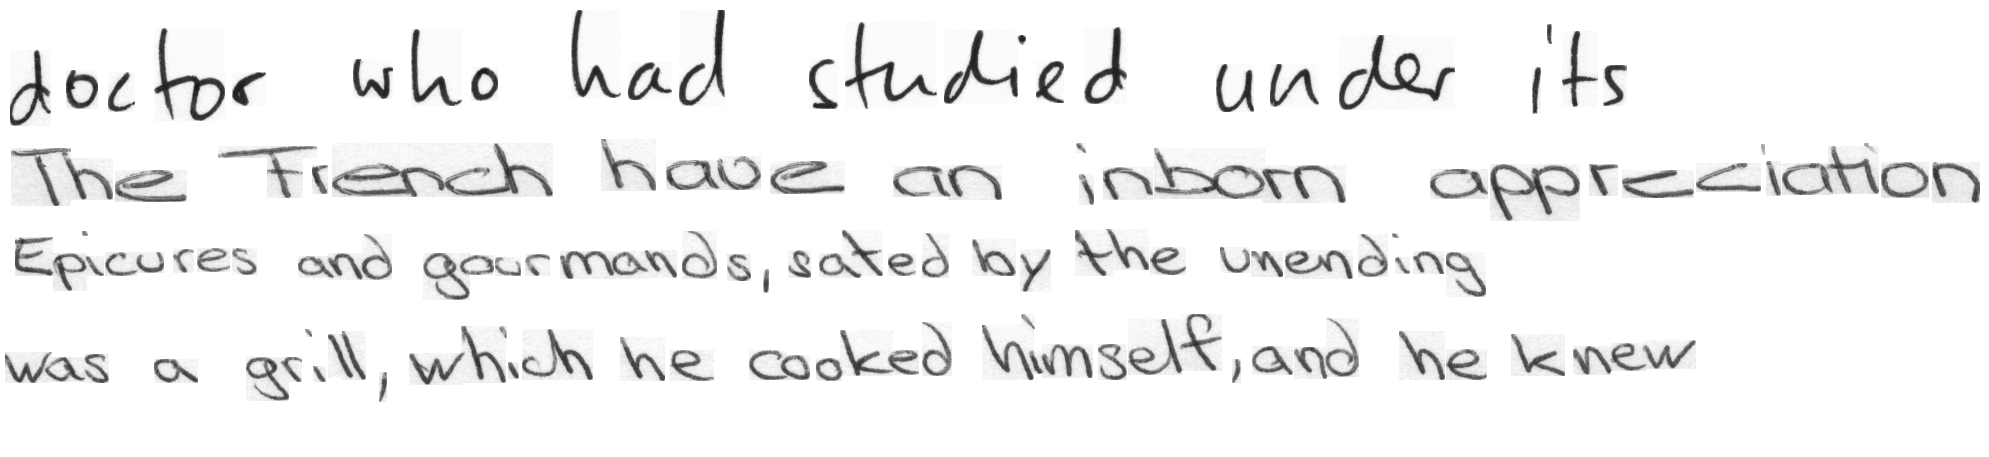 doctor who had studied under its
The French have an inborn appreciation
Epicures and gourmands, sated by the unending
was a grill, which he cooked himself, and he knew